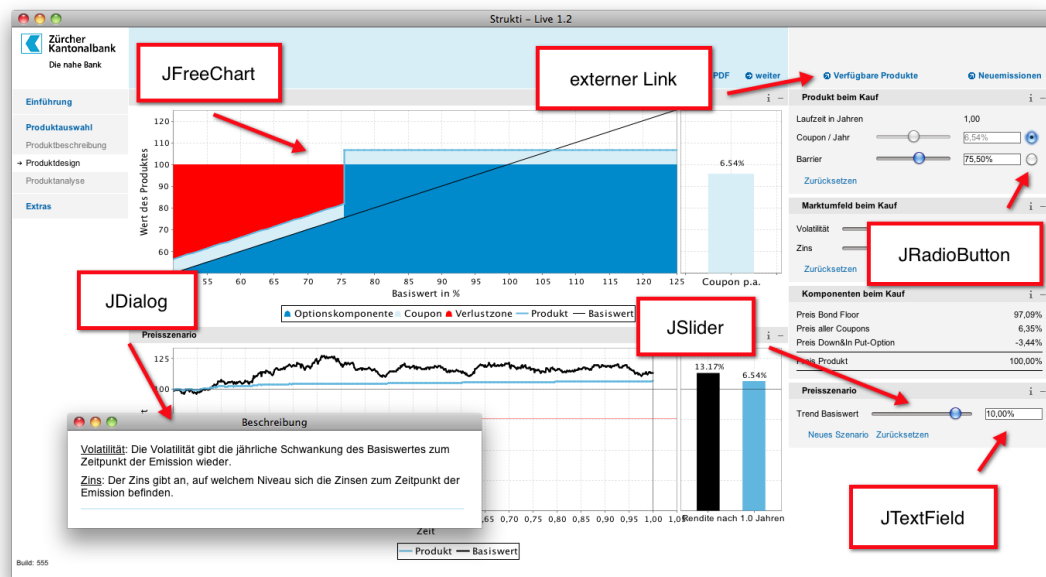 Strukti – Live 1.2
Zürcher
Kantonalbank
Die nahe Bank
JFreeChart
externer Link
PDF
weiter
Verfügbare Produkte
Neuemissionen
Einführung
Produktauswahl
Produktbeschreibung
Produktdesign
Produktanalyse
Extras
i –
120
110
100
90
80
70
60
Wert des Produktes
55 60 65 70 75 80 85 90 95 100 105 110 115 120 125
Basiswert in %
6.54%
Coupon p.a.
Optionskomponente Coupon Verlustzone Produkt Basiswert
Produkt beim Kauf i –
Laufzeit in Jahren 1,00
Coupon / Jahr 6,54%
Barrier 75,50%
Zurücksetzen
Marktumfeld beim Kauf i –
Volatilität
Zins
Zurücksetzen
JRadioButton
JDialog
JSlider
Komponenten beim Kauf i –
Preis Bond Floor 97,09%
Preis aller Coupons 6,35%
Preis Down&In Put-Option -3,44%
Preis Produkt 100,00%
Preisszenario i –
125
100
13.17%
6.54%
0,65 0,70 0,75 0,80 0,85 0,90 0,95 1,00 1,05
Zeit
Rendite nach 1.0 Jahren
Produkt Basiswert
Preisszenario i –
Trend Basiswert 10,00%
Neues Szenario Zurücksetzen
JTextField
Beschreibung
Volatilität: Die Volatilität gibt die jährliche Schwankung des Basiswertes zum
Zeitpunkt der Emission wieder.
Zins: Der Zins gibt an, auf welchem Niveau sich die Zinsen zum Zeitpunkt der
Emission befinden.
Build: 555